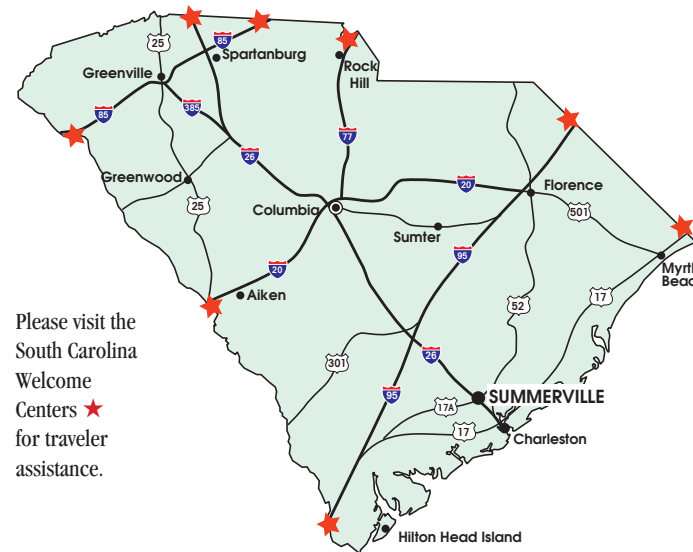 25
85
Spartanburg
Greenville
Rock
Hill
85
385
77
26
Greenwood
20
Florence
25
Columbia
501
Sumter
95
20
Myrtl
Beac
17
Aiken
52
Please visit the
South Carolina
Welcome
Centers ★
for traveler
assistance.
301
26
95
SUMMERVILLE
17A
17
Charleston
Hilton Head Island